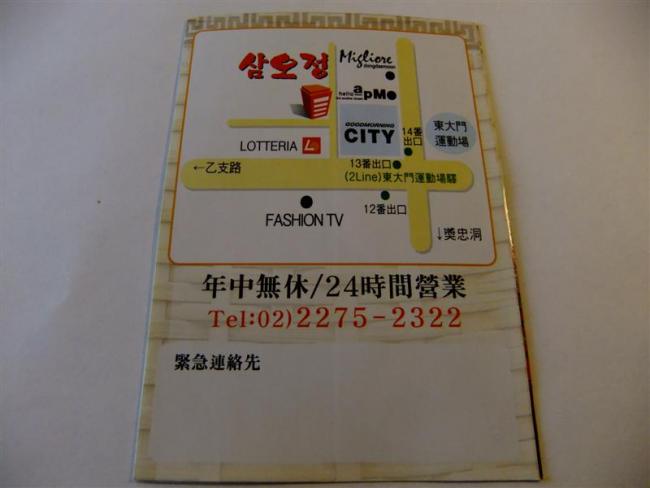 삼오정
Migliore
dongdaemoon
hello apM
GOODMORNING
CITY
LOTTERIA L
14番
出口
東大門
運動場
13番出口
←乙支路
(2Line)東大門運動場驛
12番出口
FASHION TV
↓奬忠洞
年中無休/24時間營業
Tel:02)2275-2322
緊急連絡先